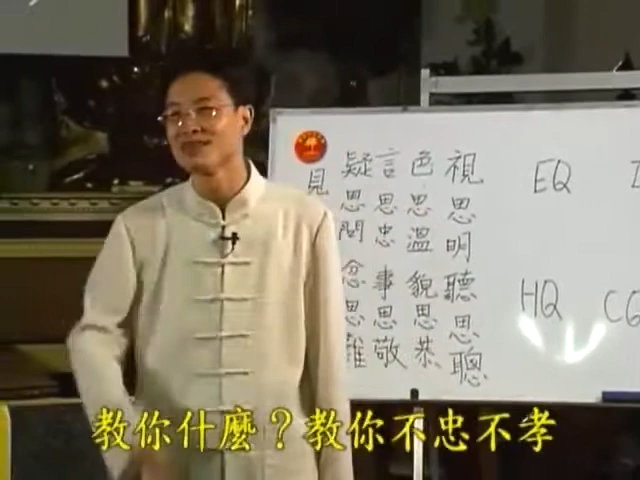 視思明聽思聰
色思溫貌思恭
言思忠事思敬
疑思問忿思難
見
EQ
HQ
教你什麼？教你不忠不孝